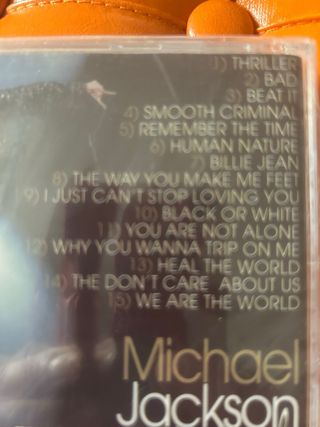 1) THRILLER
2) BAD
3) BEAT IT
4) SMOOTH CRIMINAL
5) REMEMBER THE TIME
6) HUMAN NATURE
7) BILLIE JEAN
8) THE WAY YOU MAKE ME FEET
9) I JUST CAN'T STOP LOVING YOU
10) BLACK OR WHITE
11) YOU ARE NOT ALONE
12) WHY YOU WANNA TRIP ON ME
13) HEAL THE WORLD
14) THE DON'T CARE ABOUT US
15) WE ARE THE WORLD
Michael
Jackson